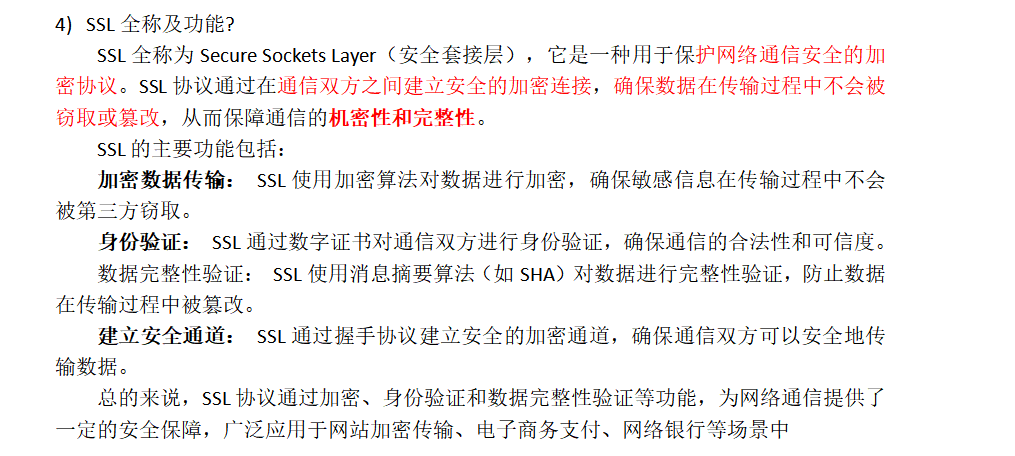 4) SSL 全称及功能?
SSL 全称为 Secure Sockets Layer（安全套接层），它是一种用于保护网络通信安全的加
密协议。SSL 协议通过在通信双方之间建立安全的加密连接，确保数据在传输过程中不会被
窃取或篡改，从而保障通信的机密性和完整性。
SSL 的主要功能包括：
加密数据传输： SSL 使用加密算法对数据进行加密，确保敏感信息在传输过程中不会
被第三方窃取。
身份验证： SSL 通过数字证书对通信双方进行身份验证，确保通信的合法性和可信度。
数据完整性验证： SSL 使用消息摘要算法（如 SHA）对数据进行完整性验证，防止数据
在传输过程中被篡改。
建立安全通道： SSL 通过握手协议建立安全的加密通道，确保通信双方可以安全地传
输数据。
总的来说，SSL 协议通过加密、身份验证和数据完整性验证等功能，为网络通信提供了
一定的安全保障，广泛应用于网站加密传输、电子商务支付、网络银行等场景中